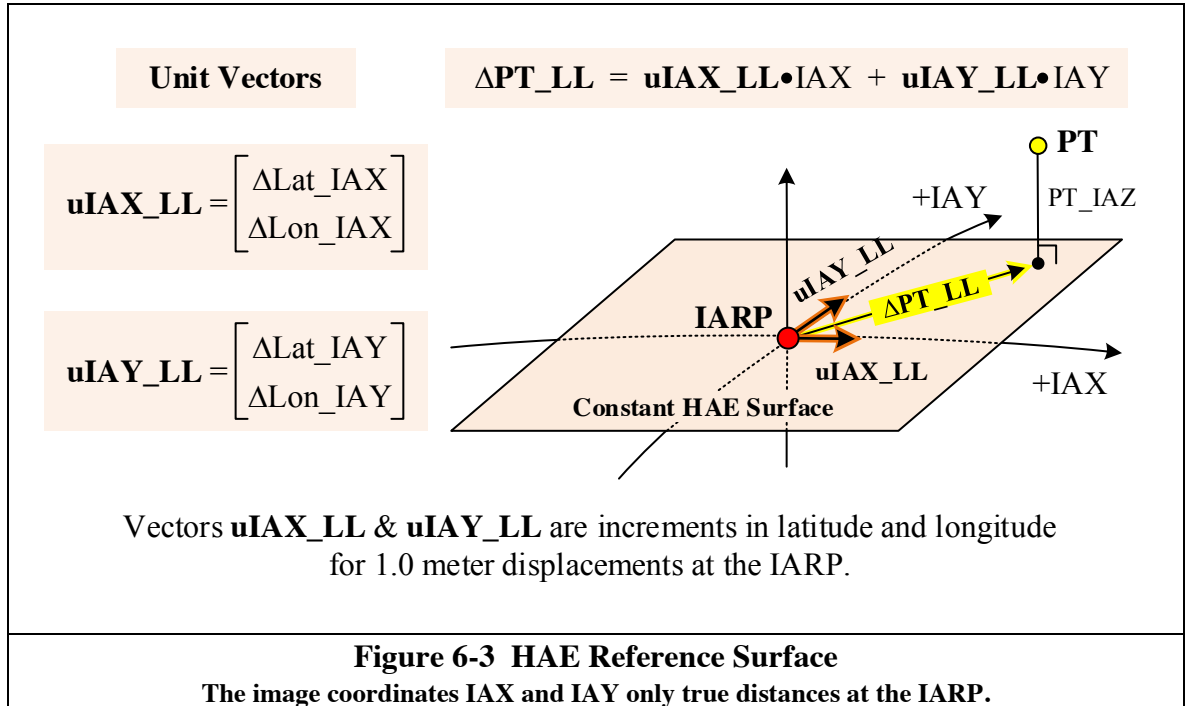 Unit Vectors
ΔPT_LL = uIAX_LL•IAX + uIAY_LL•IAY
uIAX_LL = [ΔLat_IAX
ΔLon_IAX]
uIAY_LL = [ΔLat_IAY
ΔLon_IAY]
PT
+IAY
PT_IAZ
uIAY_LL
ΔPT_LL
IARP
uIAX_LL
+IAX
Constant HAE Surface
Vectors uIAX_LL & uIAY_LL are increments in latitude and longitude
for 1.0 meter displacements at the IARP.
Figure 6-3 HAE Reference Surface
The image coordinates IAX and IAY only true distances at the IARP.